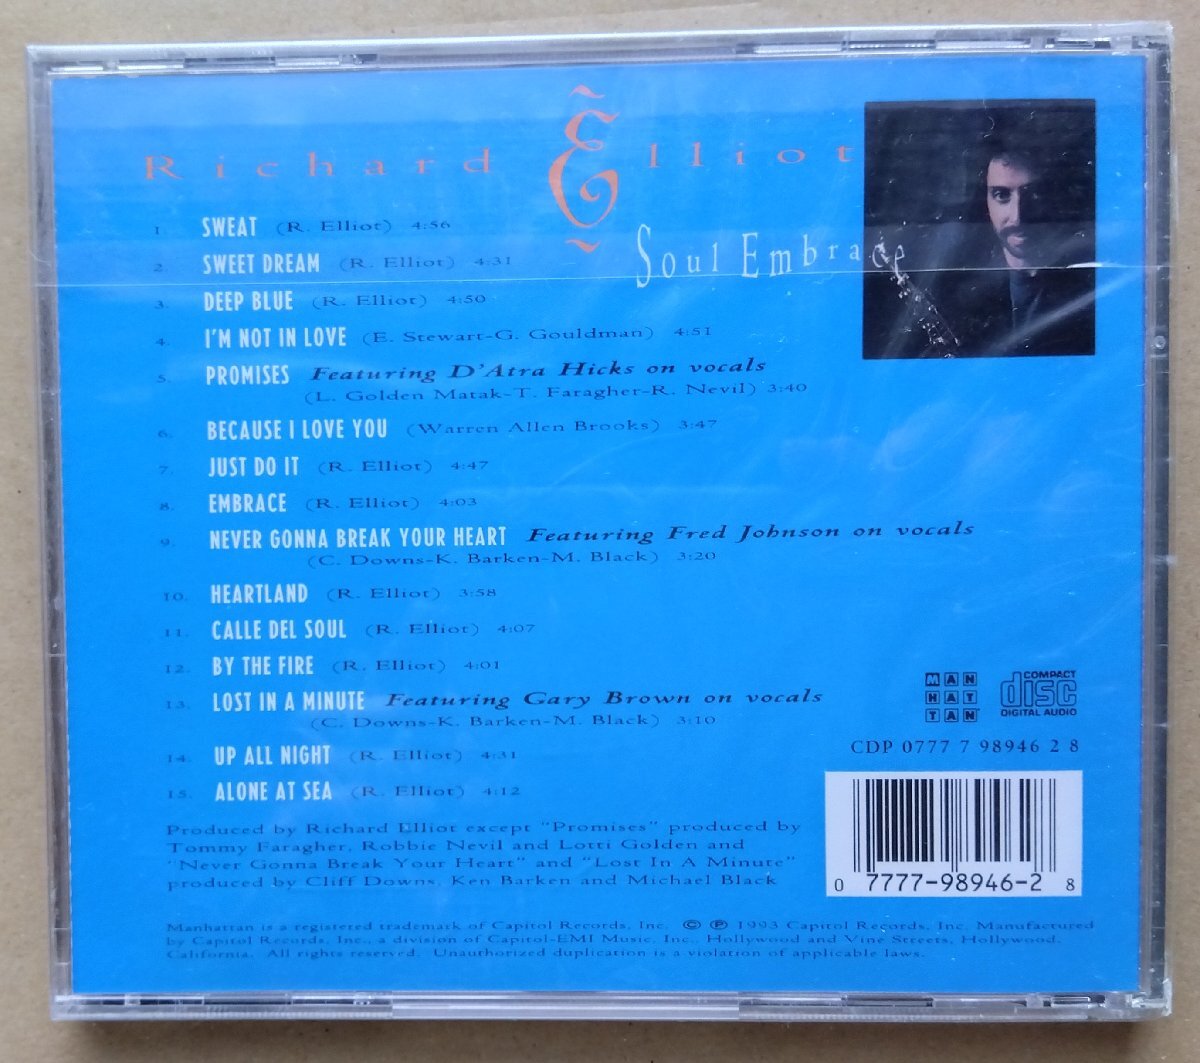 Richard Elliot
Soul Embrace
1. SWEAT (R. Elliot) 4:56
2. SWEET DREAM (R. Elliot) 4:31
3. DEEP BLUE (R. Elliot) 4:50
4. I'M NOT IN LOVE (E. Stewart-G. Gouldman) 4:51
5. PROMISES Featuring D'Atra Hicks on vocals
(L. Golden Matak-T. Faragher-R. Nevil) 3:40
6. BECAUSE I LOVE YOU (Warren Allen Brooks) 3:47
7. JUST DO IT (R. Elliot) 4:47
8. EMBRACE (R. Elliot) 4:03
9. NEVER GONNA BREAK YOUR HEART Featuring Fred Johnson on vocals
(C. Downs-K. Barken-M. Black) 3:20
10. HEARTLAND (R. Elliot) 3:58
11. CALLE DEL SOUL (R. Elliot) 4:07
12. BY THE FIRE (R. Elliot) 4:01
13. LOST IN A MINUTE Featuring Gary Brown on vocals
(C. Downs-K. Barken-M. Black) 3:10
14. UP ALL NIGHT (R. Elliot) 4:31
15. ALONE AT SEA (R. Elliot) 4:12
MAN
HAT
TAN
COMPACT
disc
DIGITAL AUDIO
CDP 0777 7 98946 2 8
0 7777-98946-2 8
Produced by Richard Elliot except "Promises" produced by
Tommy Faragher, Robbie Nevil and Lotti Golden and
"Never Gonna Break Your Heart" and "Lost In A Minute"
produced by Cliff Downs, Ken Barken and Michael Black
Manhattan is a registered trademark of Capitol Records, Inc. © ℗ 1993 Capitol Records, Inc. Manufactured
by Capitol Records, Inc., a division of Capitol-EMI Music, Inc., Hollywood and Vine Streets, Hollywood,
California. All rights reserved. Unauthorized duplication is a violation of applicable laws.